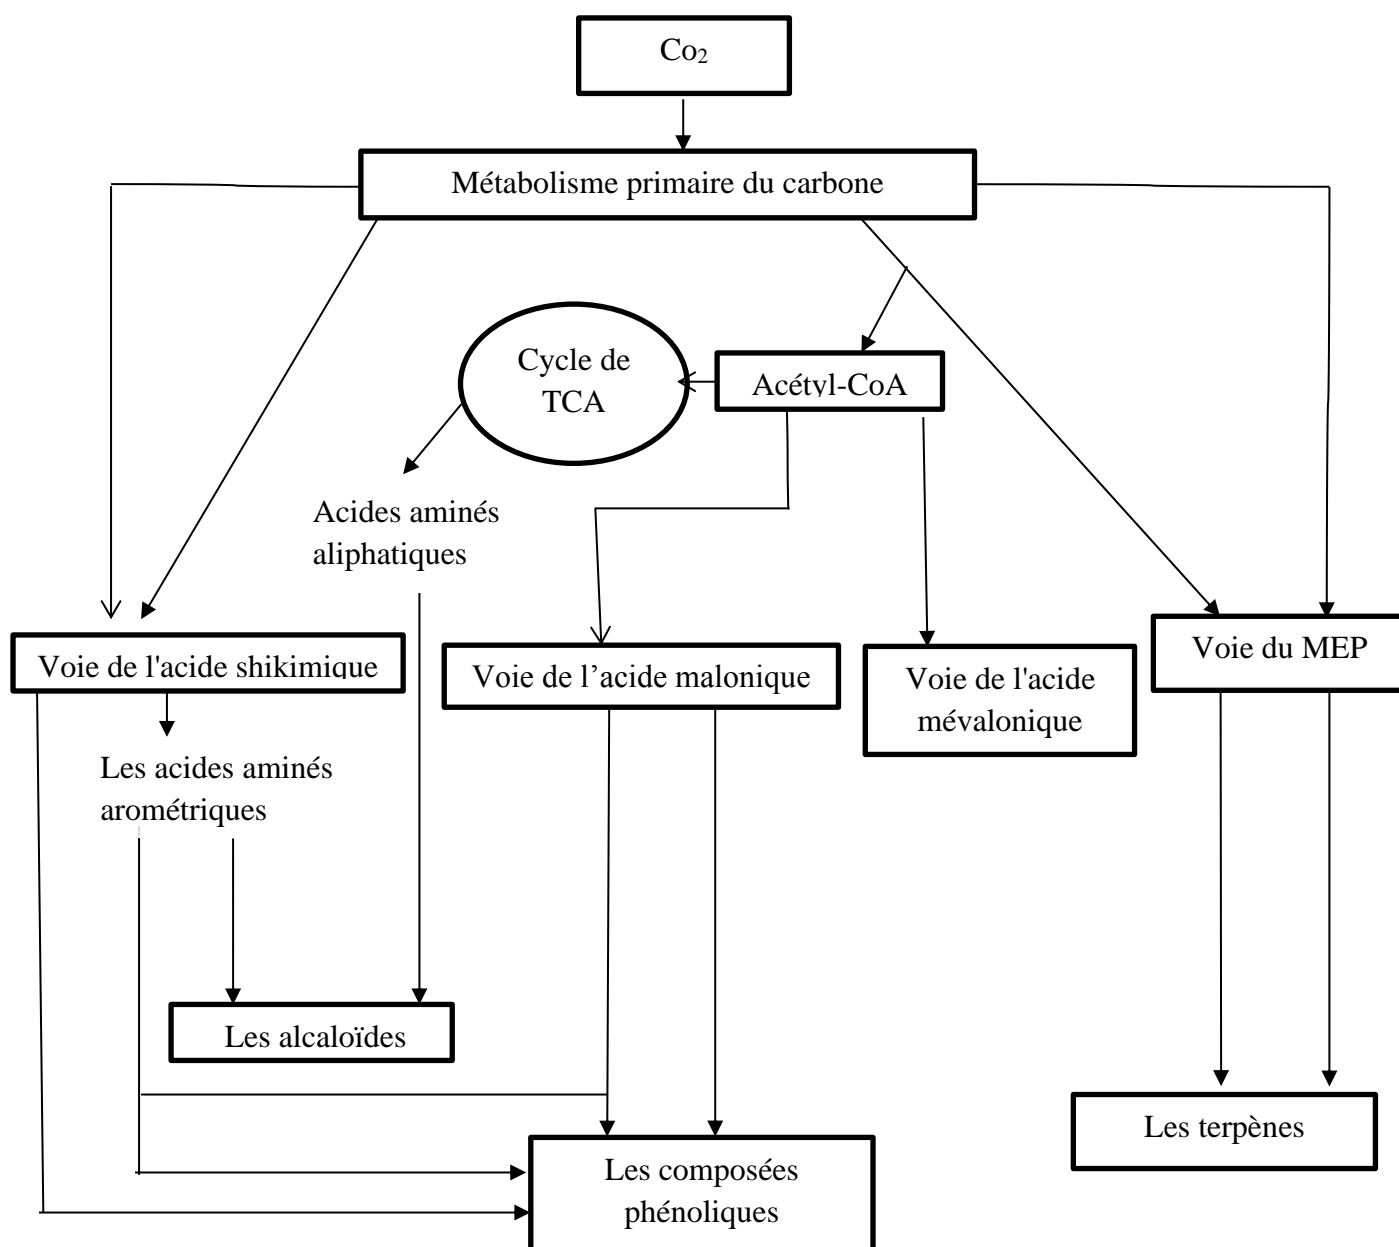 Co₂
Métabolisme primaire du carbone
Cycle de
TCA
Acétyl-CoA
Acides aminés
aliphatiques
Voie de l'acide shikimique
Voie de l’acide malonique
Voie de l'acide
mévalonique
Voie du MEP
Les acides aminés
arométriques
Les alcaloïdes
Les terpènes
Les composées
phénoliques